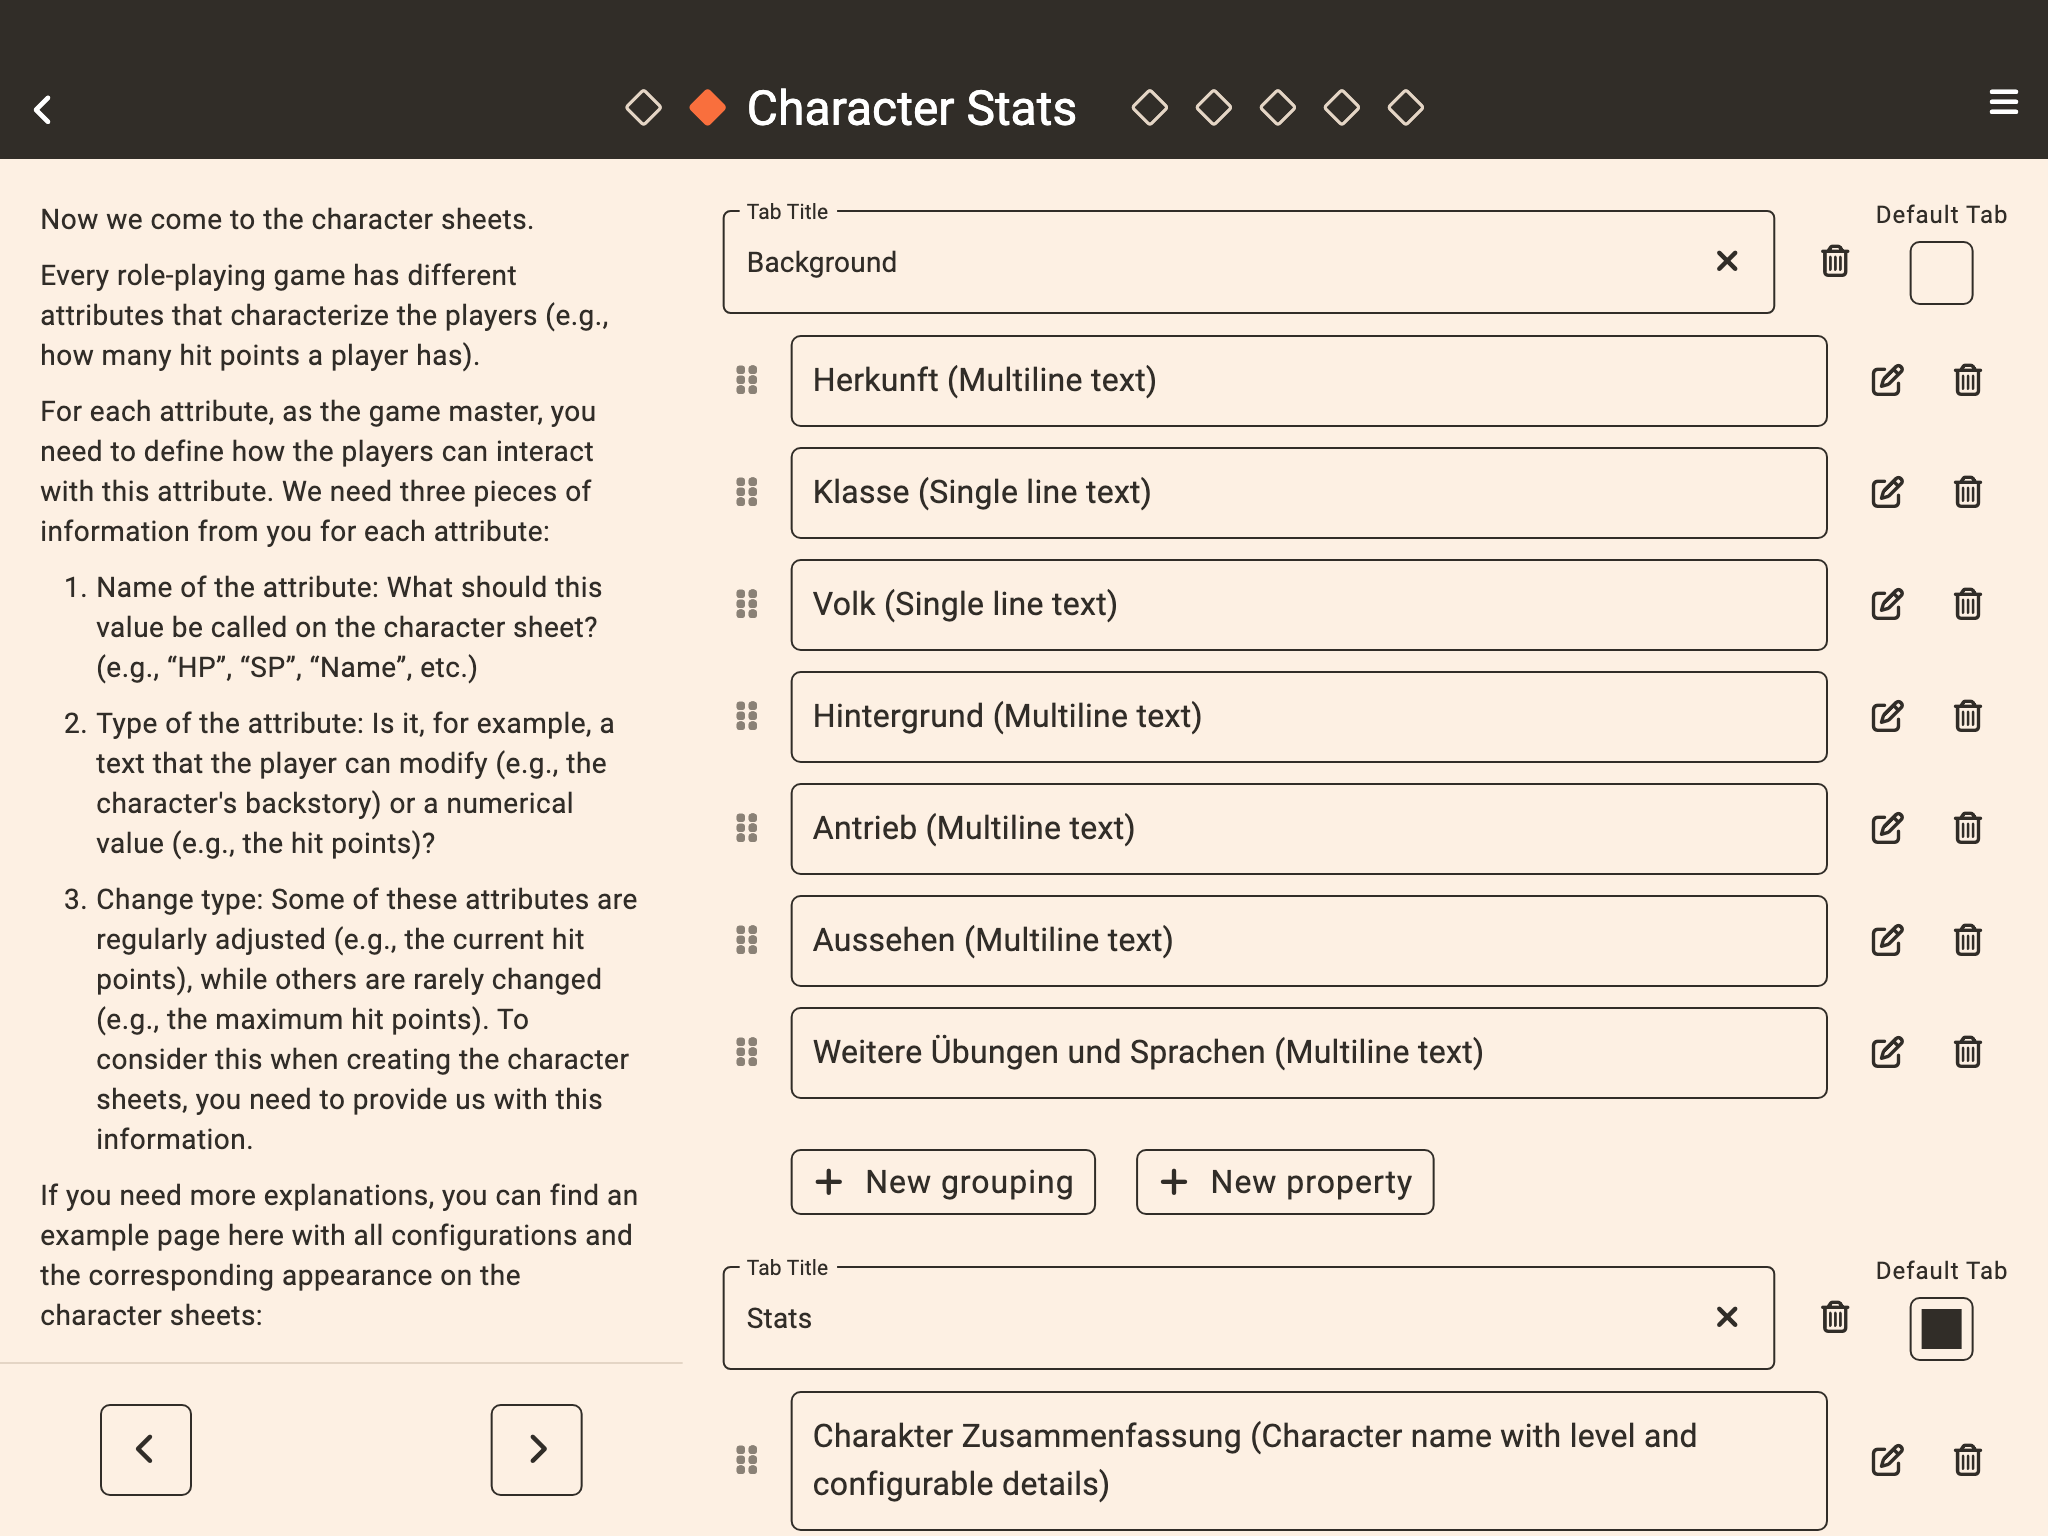 Character Stats
Now we come to the character sheets.
Every role-playing game has different
attributes that characterize the players (e.g.,
how many hit points a player has).
For each attribute, as the game master, you
need to define how the players can interact
with this attribute. We need three pieces of
information from you for each attribute:
1. Name of the attribute: What should this
value be called on the character sheet?
(e.g., “HP”, “SP”, “Name”, etc.)
2. Type of the attribute: Is it, for example, a
text that the player can modify (e.g., the
character's backstory) or a numerical
value (e.g., the hit points)?
3. Change type: Some of these attributes are
regularly adjusted (e.g., the current hit
points), while others are rarely changed
(e.g., the maximum hit points). To
consider this when creating the character
sheets, you need to provide us with this
information.
If you need more explanations, you can find an
example page here with all configurations and
the corresponding appearance on the
character sheets:
Tab Title
Background
Default Tab
Herkunft (Multiline text)
Klasse (Single line text)
Volk (Single line text)
Hintergrund (Multiline text)
Antrieb (Multiline text)
Aussehen (Multiline text)
Weitere Übungen und Sprachen (Multiline text)
New grouping
New property
Tab Title
Stats
Default Tab
Charakter Zusammenfassung (Character name with level and
configurable details)